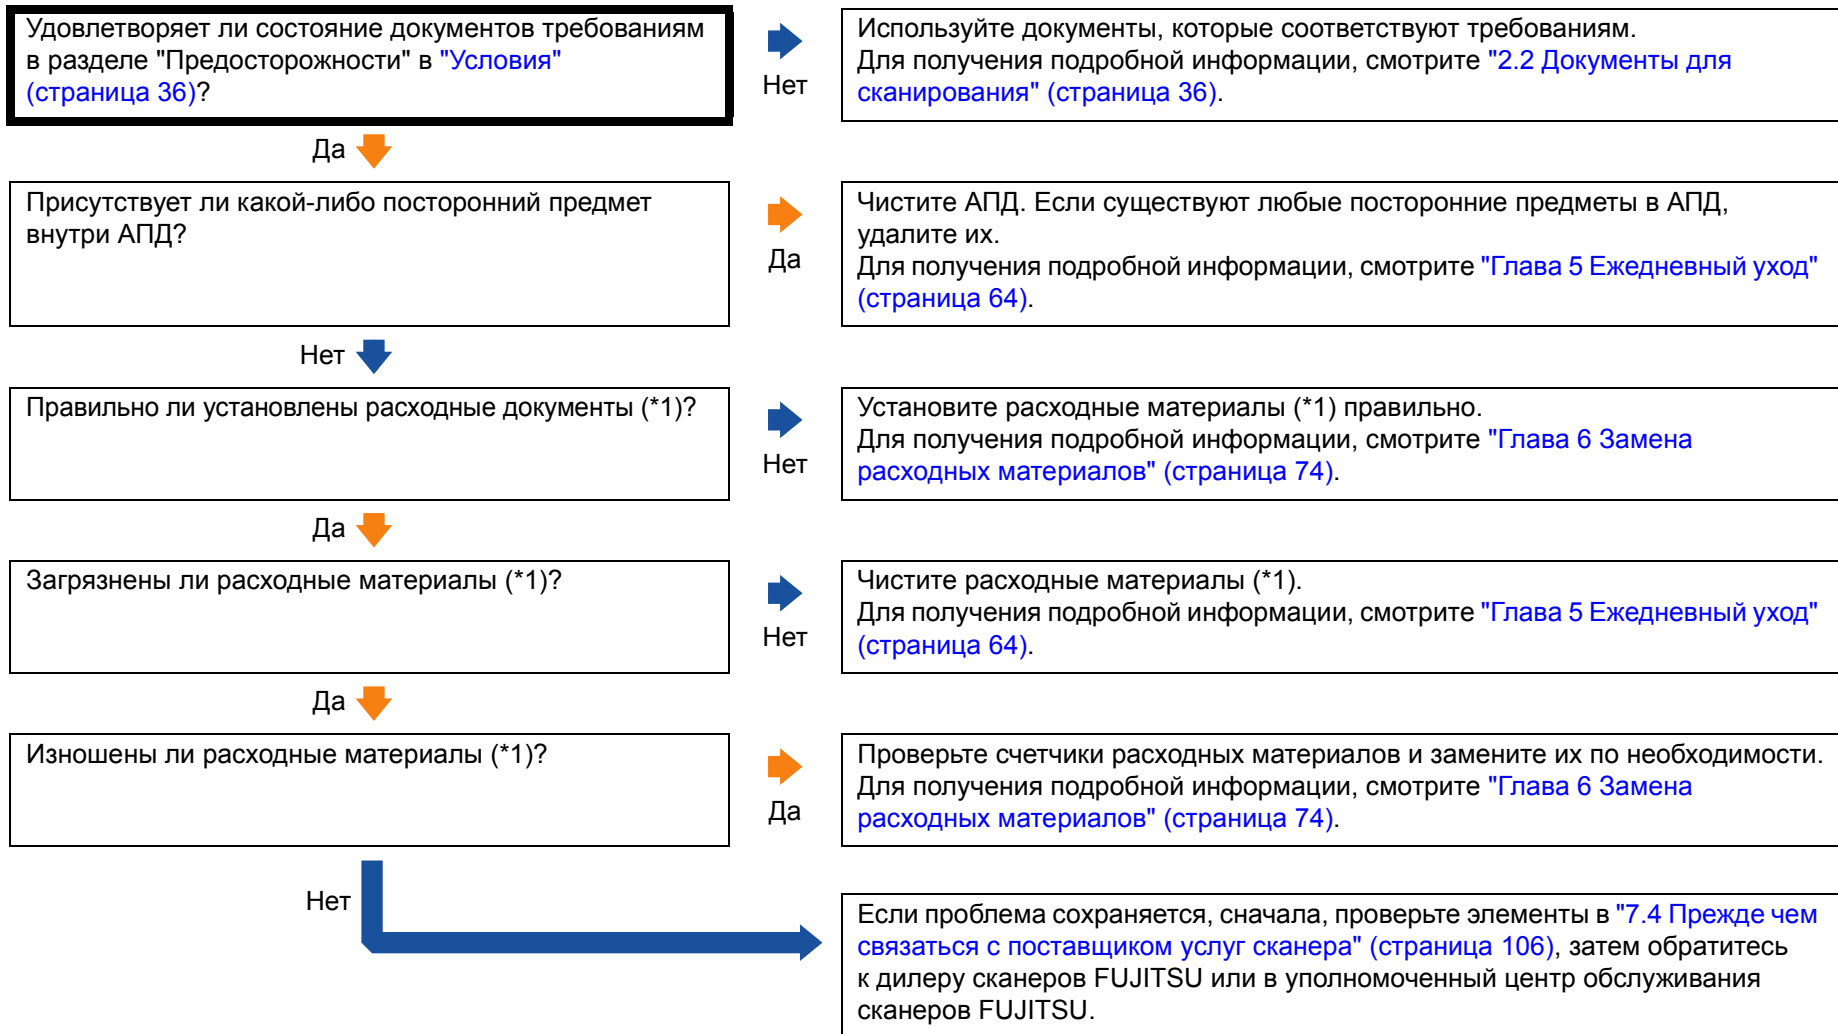 Удовлетворяет ли состояние документов требованиям
в разделе "Предосторожности" в "Условия"
(страница 36)?
Нет
Используйте документы, которые соответствуют требованиям.
Для получения подробной информации, смотрите "2.2 Документы для
сканирования" (страница 36).
Да
Присутствует ли какой-либо посторонний предмет
внутри АПД?
Да
Чистите АПД. Если существуют любые посторонние предметы в АПД,
удалите их.
Для получения подробной информации, смотрите "Глава 5 Ежедневный уход"
(страница 64).
Нет
Правильно ли установлены расходные документы (*1)?
Нет
Установите расходные материалы (*1) правильно.
Для получения подробной информации, смотрите "Глава 6 Замена
расходных материалов" (страница 74).
Да
Загрязнены ли расходные материалы (*1)?
Нет
Чистите расходные материалы (*1).
Для получения подробной информации, смотрите "Глава 5 Ежедневный уход"
(страница 64).
Да
Изношены ли расходные материалы (*1)?
Да
Проверьте счетчики расходных материалов и замените их по необходимости.
Для получения подробной информации, смотрите "Глава 6 Замена
расходных материалов" (страница 74).
Нет
Если проблема сохраняется, сначала, проверьте элементы в "7.4 Прежде чем
связаться с поставщиком услуг сканера" (страница 106), затем обратитесь
к дилеру сканеров FUJITSU или в уполномоченный центр обслуживания
сканеров FUJITSU.